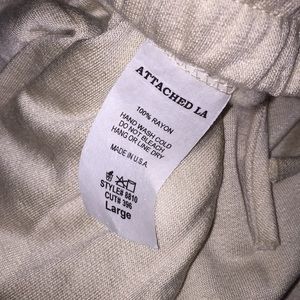 ATTACHED LA
100% RAYON
HAND WASH COLD
DO NOT BLEACH
HANG OR LINE DRY
MADE IN U.S.A.
STYLE# 6810
CUT# 396
Large